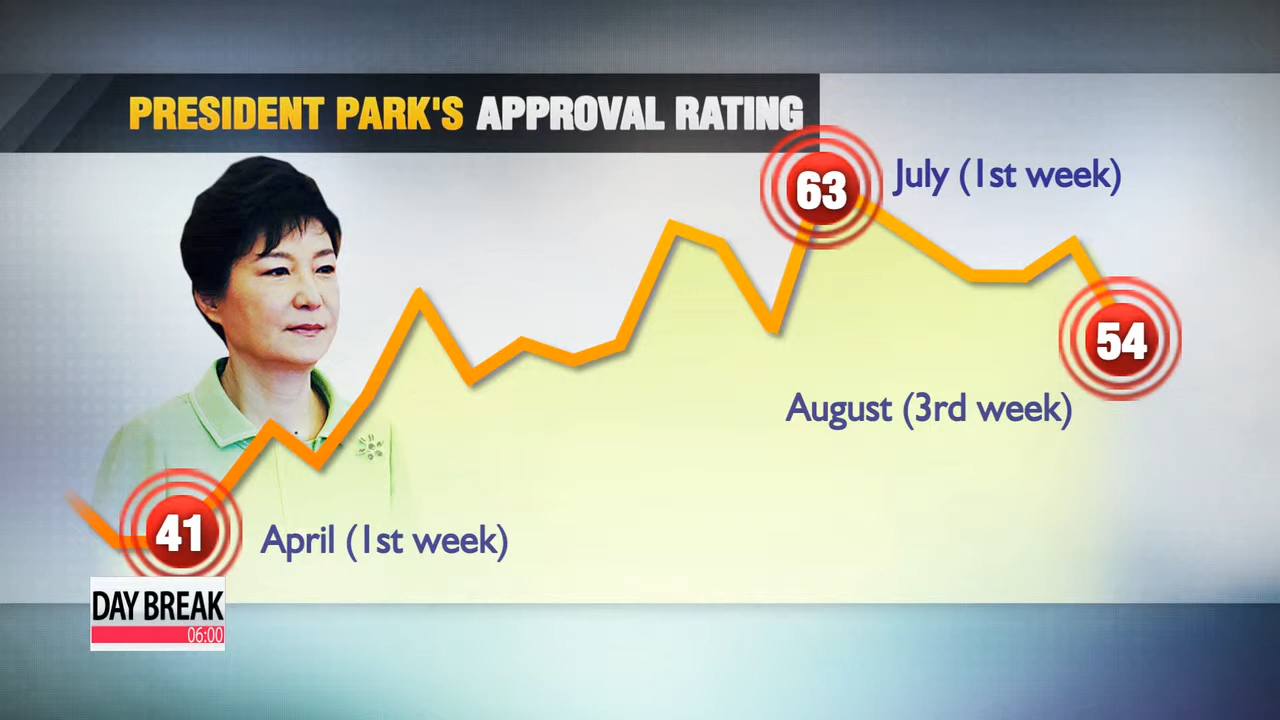 PRESIDENT PARK'S APPROVAL RATING
63
July (1st week)
54
August (3rd week)
41
April (1st week)
DAY BREAK
06:00